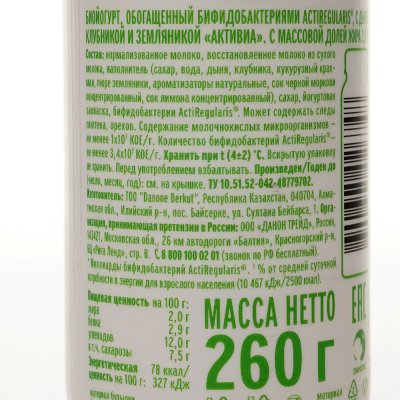 БИОЙОГУРТ, ОБОГАЩЕННЫЙ БИФИДОБАКТЕРИЯМИ ACTIREGULARIS®, С
КЛУБНИКОЙ И ЗЕМЛЯНИКОЙ «АКТИВИА». С МАССОВОЙ ДОЛЕЙ ЖИРА
Состав: нормализованное молоко, восстановленное молоко из сухого
молока, наполнитель (сахар, вода, дыня, клубника, кукурузный крах-
мал, пюре земляники, ароматизаторы натуральные, сок черной моркови
концентрированный, сок лимона концентрированный), сахар, йогуртовая
закваска, бифидобактерии ActiRegularis®. Может содержать следы
глютена, орехов. Содержание молочнокислых микроорганизмов –
не менее 1х10⁷ КОЕ/г. Количество бифидобактерий ActiRegularis® –
не менее 3,4х10⁷ КОЕ/г. Хранить при t (4±2) °C. Вскрытую упаковку
не хранить. Перед употреблением взбалтывать. Произведен/Годен до
(число, месяц, год): см. на крышке. ТУ 10.51.52-042-48779702.
Изготовитель: ТОО "Danone Berkut", Республика Казахстан, 040704, Алма-
тинская обл., Илийский р-н, пос. Байсерке, ул. Султана Бейбарса, 1. Орга-
низация, принимающая претензии в России: ООО «ДАНОН ТРЕЙД», Россия,
143421, Московская обл., 26 км автодороги «Балтия», Красногорский р-н,
БЦ «Рига Ленд», стр. В. 8 800 100 02 01 (звонок по РФ бесплатный)
*Миллиарды бифидобактерий ActiRegularis®. ¹ % от средней суточной
потребности в энергии для взрослого населения (10 467 кДж/2500 ккал).
Пищевая ценность на 100 г:
жира 2,0 г
белка 2,9 г
углеводов 12,0 г
в т.ч. сахарозы 7,5 г
Энергетическая ценность на 100 г: 78 ккал/ 327 кДж
МАССА НЕТТО
260 г
EAC